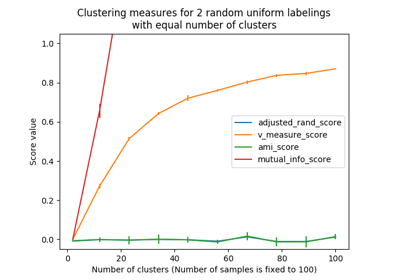 Clustering measures for 2 random uniform labelings
with equal number of clusters
1.0
0.8
0.6
0.4
0.2
0.0
Score value
adjusted_rand_score
v_measure_score
ami_score
mutual_info_score
0 20 40 60 80 100
Number of clusters (Number of samples is fixed to 100)